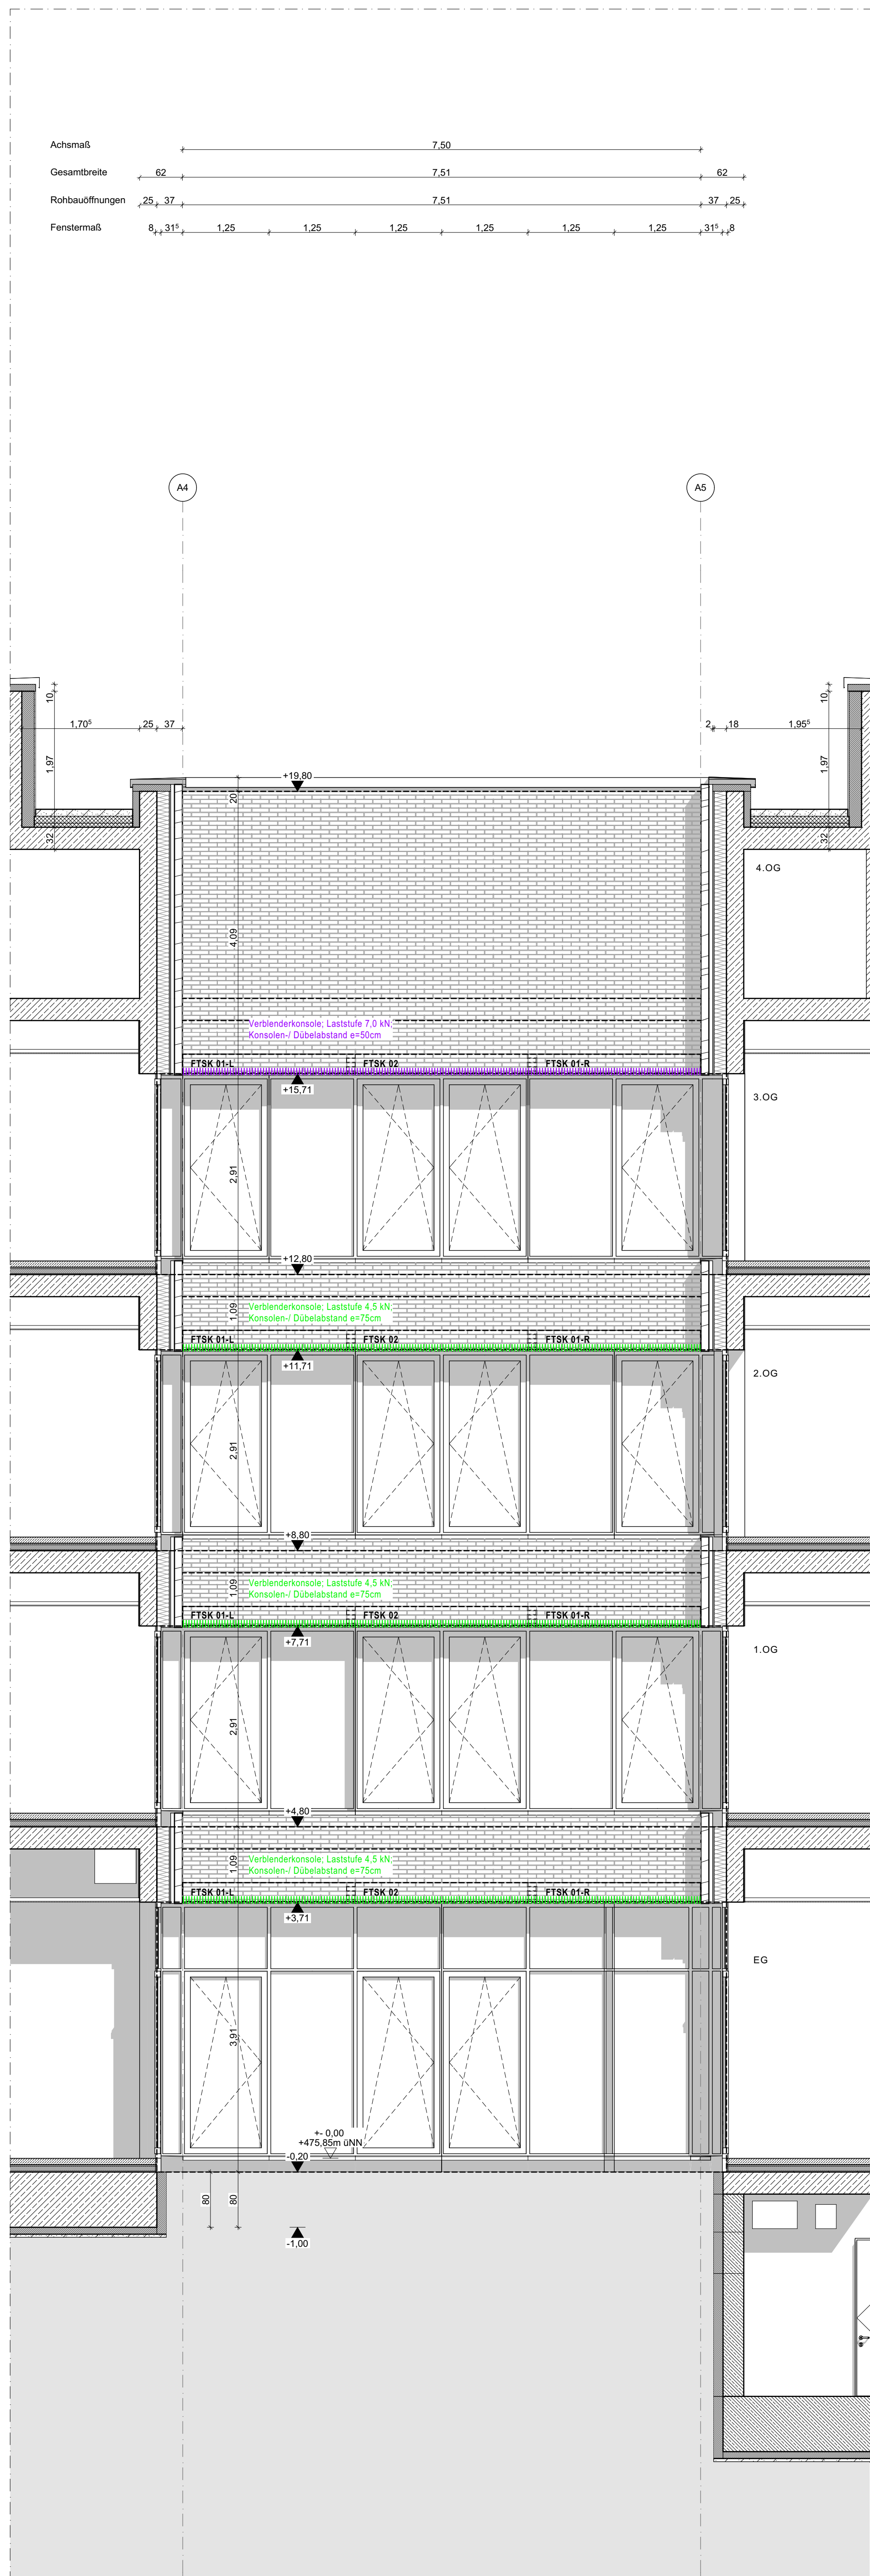 Achsmaß 7,50
Gesamtbreite 62 7,51 62
Rohbauöffnungen 25 37 7,51 37 25
Fenstermaß 8 31⁵ 1,25 1,25 1,25 1,25 1,25 1,25 31⁵ 8
A4 A5
10 10
1,70⁵ 25 37 2 18 1,95⁵
1,97 1,97
+19,80
20
32 32
4.OG
4,09
Verblenderkonsole; Laststufe 7,0 kN;
Konsolen-/ Dübelabstand e=50cm
FTSK 01-L FTSK 02 FTSK 01-R
+15,71
3.OG
2,91
+12,80
1,09
Verblenderkonsole; Laststufe 4,5 kN;
Konsolen-/ Dübelabstand e=75cm
FTSK 01-L FTSK 02 FTSK 01-R
+11,71
2.OG
2,91
+8,80
1,09
Verblenderkonsole; Laststufe 4,5 kN;
Konsolen-/ Dübelabstand e=75cm
FTSK 01-L FTSK 02 FTSK 01-R
+7,71
1.OG
2,91
+4,80
1,09
Verblenderkonsole; Laststufe 4,5 kN;
Konsolen-/ Dübelabstand e=75cm
FTSK 01-L FTSK 02 FTSK 01-R
+3,71
EG
3,91
+- 0,00
+475,85m üNN
-0,20
80 80
-1,00